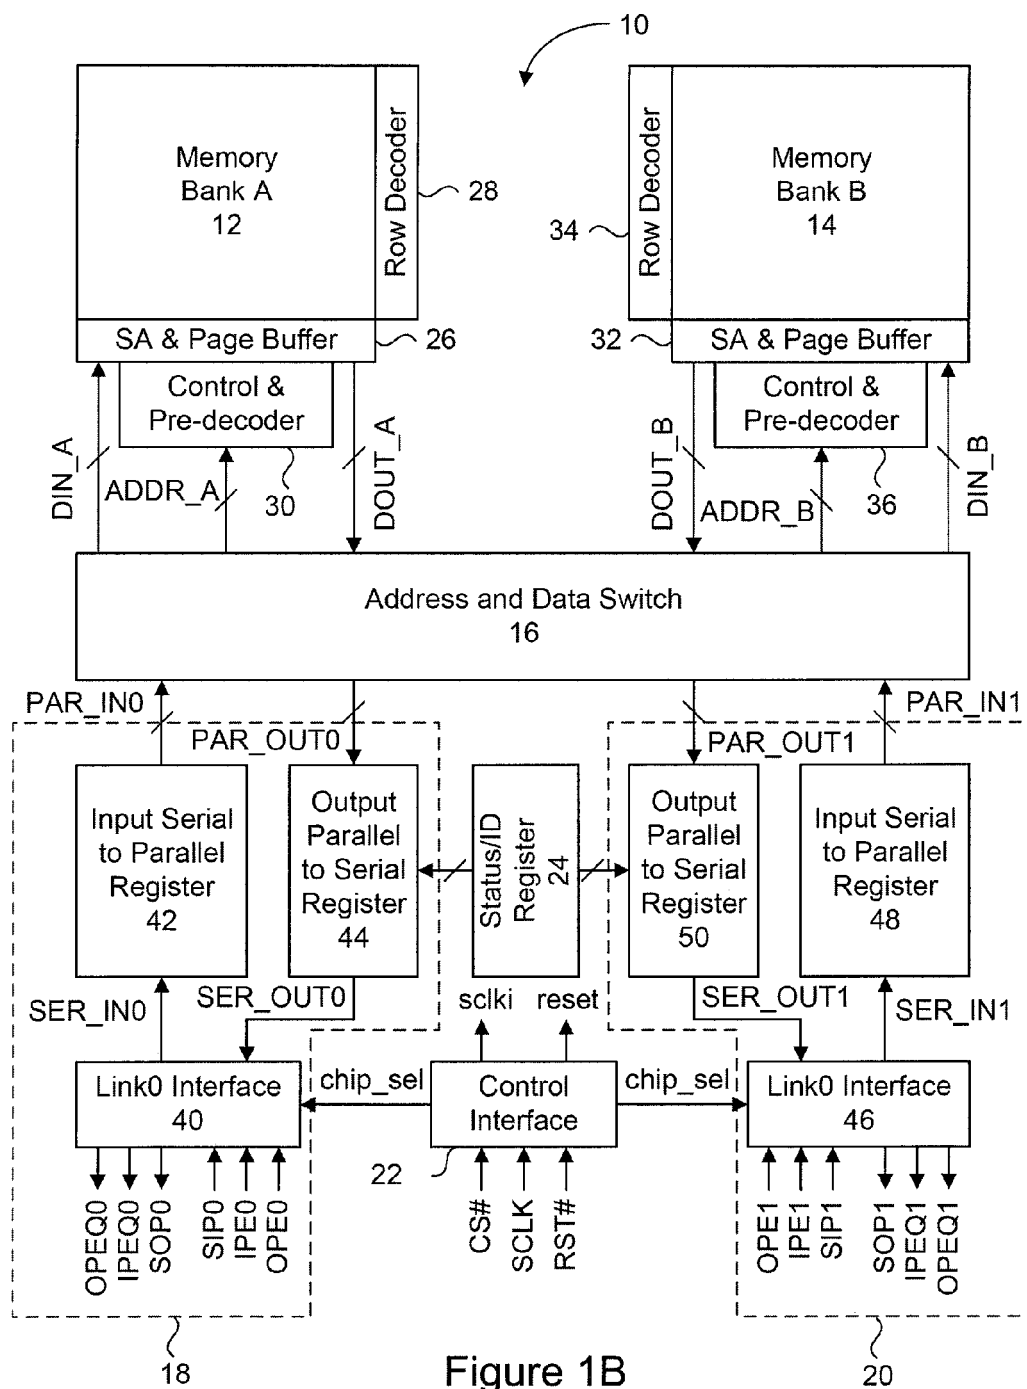 10
Memory
Bank A
12
Row Decoder
28
34
Row Decoder
Memory
Bank B
14
SA & Page Buffer
26
32
SA & Page Buffer
Control &
Pre-decoder
30
Control &
Pre-decoder
36
DIN_A
ADDR_A
DOUT_A
DOUT_B
ADDR_B
DIN_B
Address and Data Switch
16
PAR_IN0
PAR_OUT0
PAR_OUT1
PAR_IN1
Input Serial
to Parallel
Register
42
Output
Parallel
to Serial
Register
44
Status/ID
Register
24
Output
Parallel
to Serial
Register
50
Input Serial
to Parallel
Register
48
SER_IN0
SER_OUT0
sclki
reset
SER_OUT1
SER_IN1
Link0 Interface
40
chip_sel
Control
Interface
22
chip_sel
Link0 Interface
46
OPEQ0
IPEQ0
SOP0
SIP0
IPE0
OPE0
CS#
SCLK
RST#
OPE1
IPE1
SIP1
SOP1
IPEQ1
OPEQ1
18
20
Figure 1B